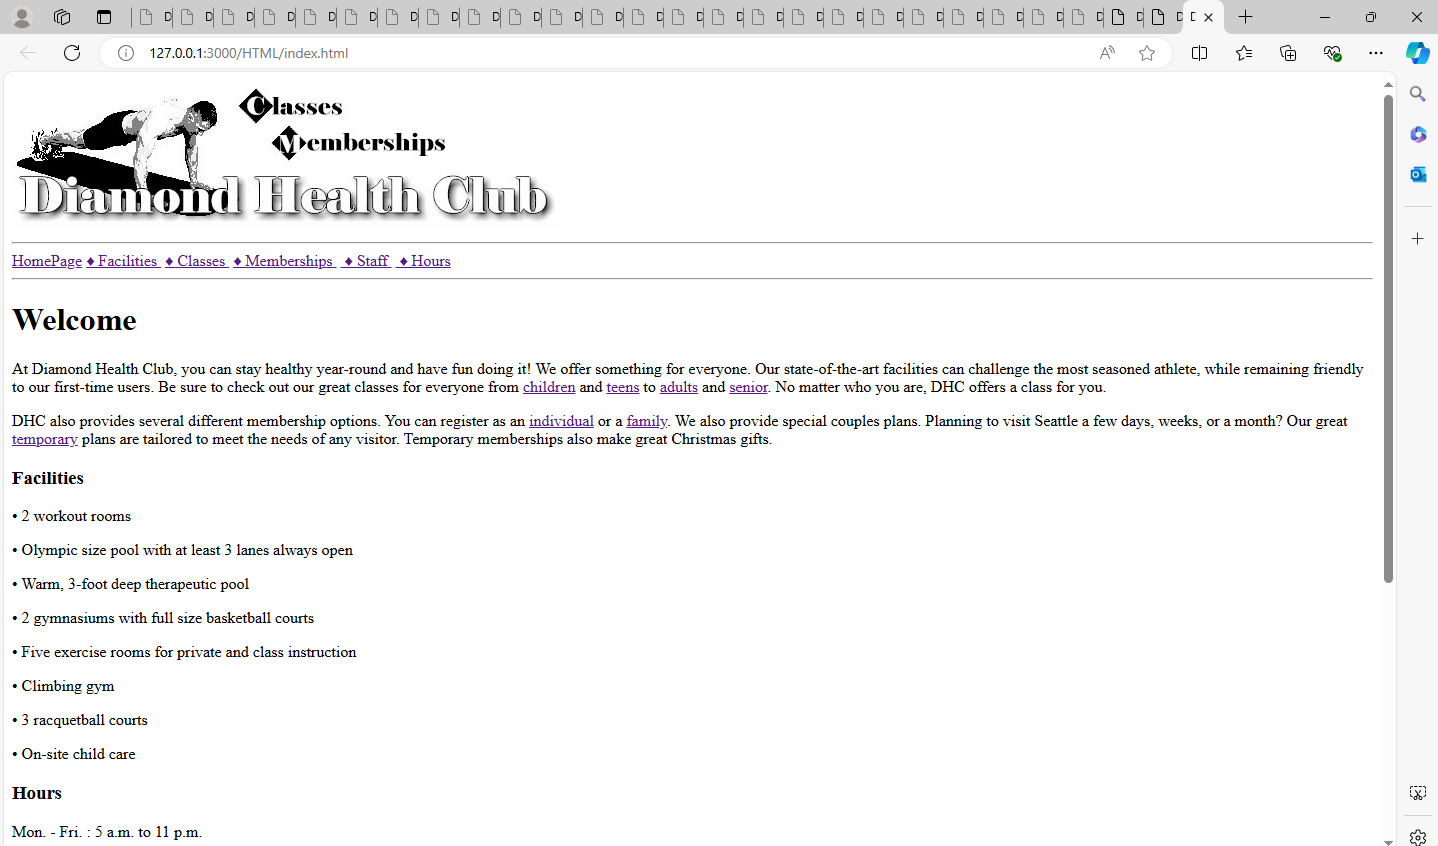 127.0.0.1:3000/HTML/index.html
Classes
Memberships
Diamond Health Club
HomePage ♦ Facilities ♦ Classes ♦ Memberships ♦ Staff ♦ Hours
Welcome
At Diamond Health Club, you can stay healthy year-round and have fun doing it! We offer something for everyone. Our state-of-the-art facilities can challenge the most seasoned athlete, while remaining friendly
to our first-time users. Be sure to check out our great classes for everyone from children and teens to adults and senior. No matter who you are, DHC offers a class for you.
DHC also provides several different membership options. You can register as an individual or a family. We also provide special couples plans. Planning to visit Seattle a few days, weeks, or a month? Our great
temporary plans are tailored to meet the needs of any visitor. Temporary memberships also make great Christmas gifts.
Facilities
• 2 workout rooms
• Olympic size pool with at least 3 lanes always open
• Warm, 3-foot deep therapeutic pool
• 2 gymnasiums with full size basketball courts
• Five exercise rooms for private and class instruction
• Climbing gym
• 3 racquetball courts
• On-site child care
Hours
Mon. - Fri. : 5 a.m. to 11 p.m.